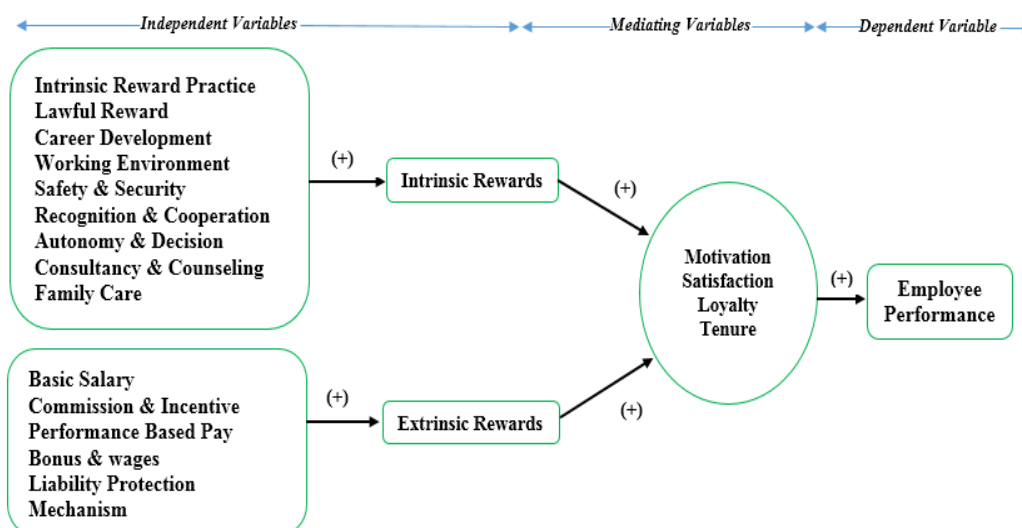 Independent Variables
Mediating Variables
Dependent Variable
Intrinsic Reward Practice
Lawful Reward
Career Development
Working Environment
Safety & Security
Recognition & Cooperation
Autonomy & Decision
Consultancy & Counseling
Family Care
(+)
Intrinsic Rewards
(+)
Motivation
Satisfaction
Loyalty
Tenure
(+)
Employee
Performance
Basic Salary
Commission & Incentive
Performance Based Pay
Bonus & wages
Liability Protection
Mechanism
(+)
Extrinsic Rewards
(+)